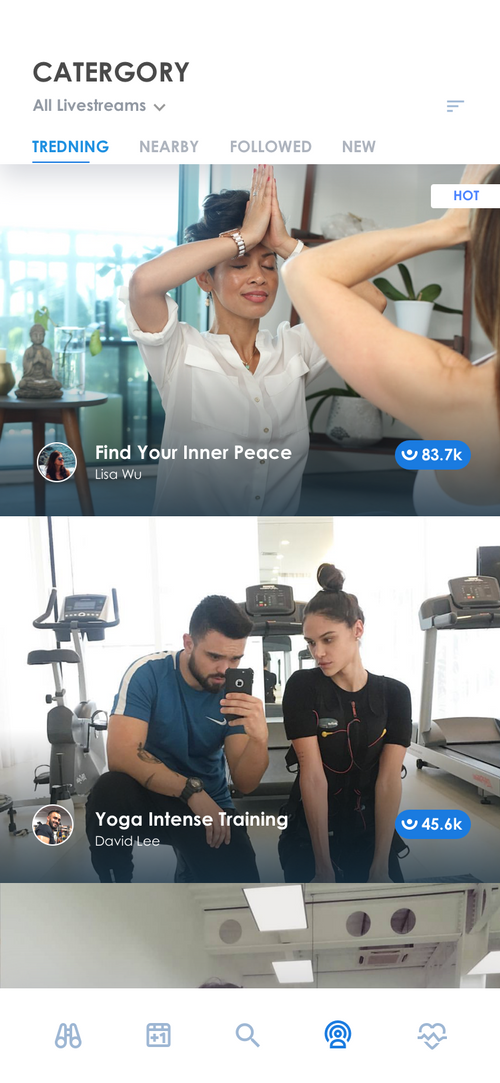 CATERGORY
All Livestreams
TREDNING NEARBY FOLLOWED NEW
HOT
Find Your Inner Peace
Lisa Wu
83.7k
Yoga Intense Training
David Lee
45.6k
+1